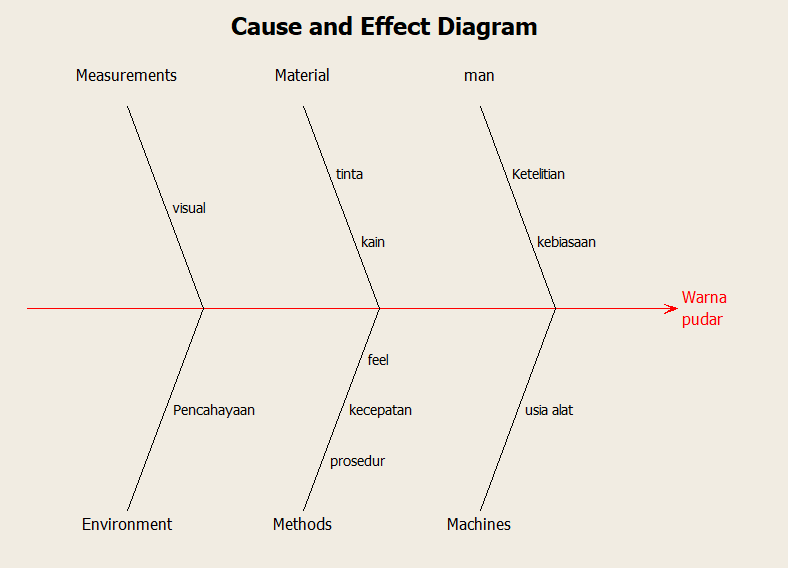 Cause and Effect Diagram
Measurements
Material
man
tinta
Ketelitian
visual
kain
kebiasaan
Warna
pudar
feel
Pencahayaan
kecepatan
usia alat
prosedur
Environment
Methods
Machines